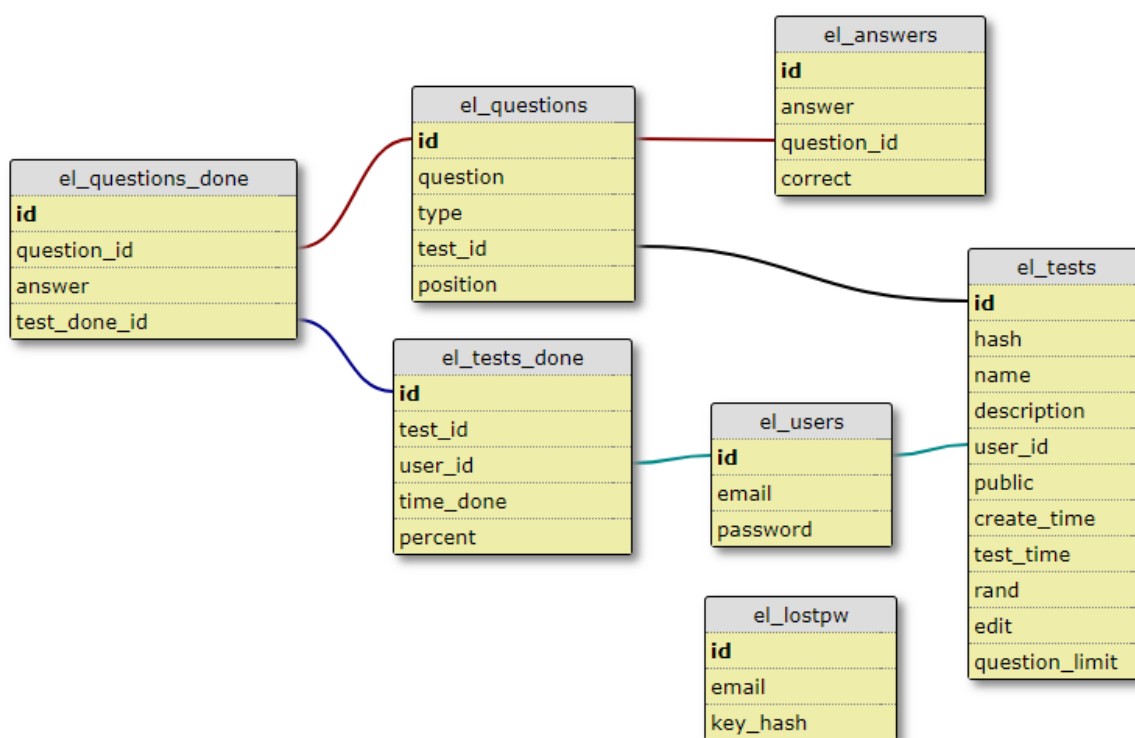 el_answers
id
answer
question_id
correct
el_questions
id
question
type
test_id
position
el_questions_done
id
question_id
answer
test_done_id
el_tests
id
hash
name
description
user_id
public
create_time
test_time
rand
edit
question_limit
el_tests_done
id
test_id
user_id
time_done
percent
el_users
id
email
password
el_lostpw
id
email
key_hash